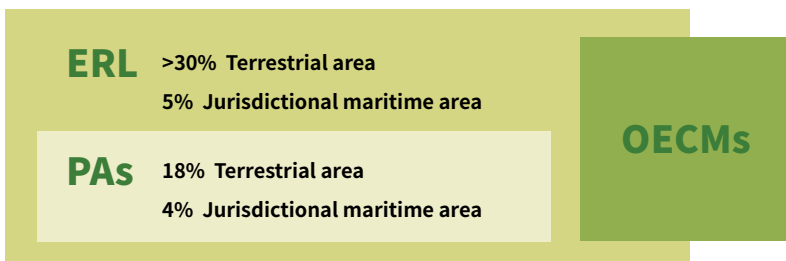 ERL >30% Terrestrial area
5% Jurisdictional maritime area
OECMs
PAs 18% Terrestrial area
4% Jurisdictional maritime area